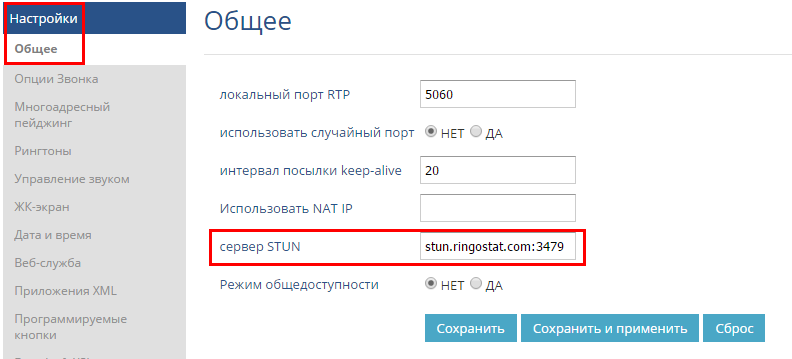 Настройки
Общее
Опции Звонка
Многоадресный
пейджинг
Рингтоны
Управление звуком
ЖК-экран
Дата и время
Веб-служба
Приложения XML
Программируемые
кнопки
Общее
локальный порт RTP 5060
использовать случайный порт НЕТ ДА
интервал посылки keep-alive 20
Использовать NAT IP
сервер STUN stun.ringostat.com:3479
Режим общедоступности НЕТ ДА
Сохранить Сохранить и применить Сброс